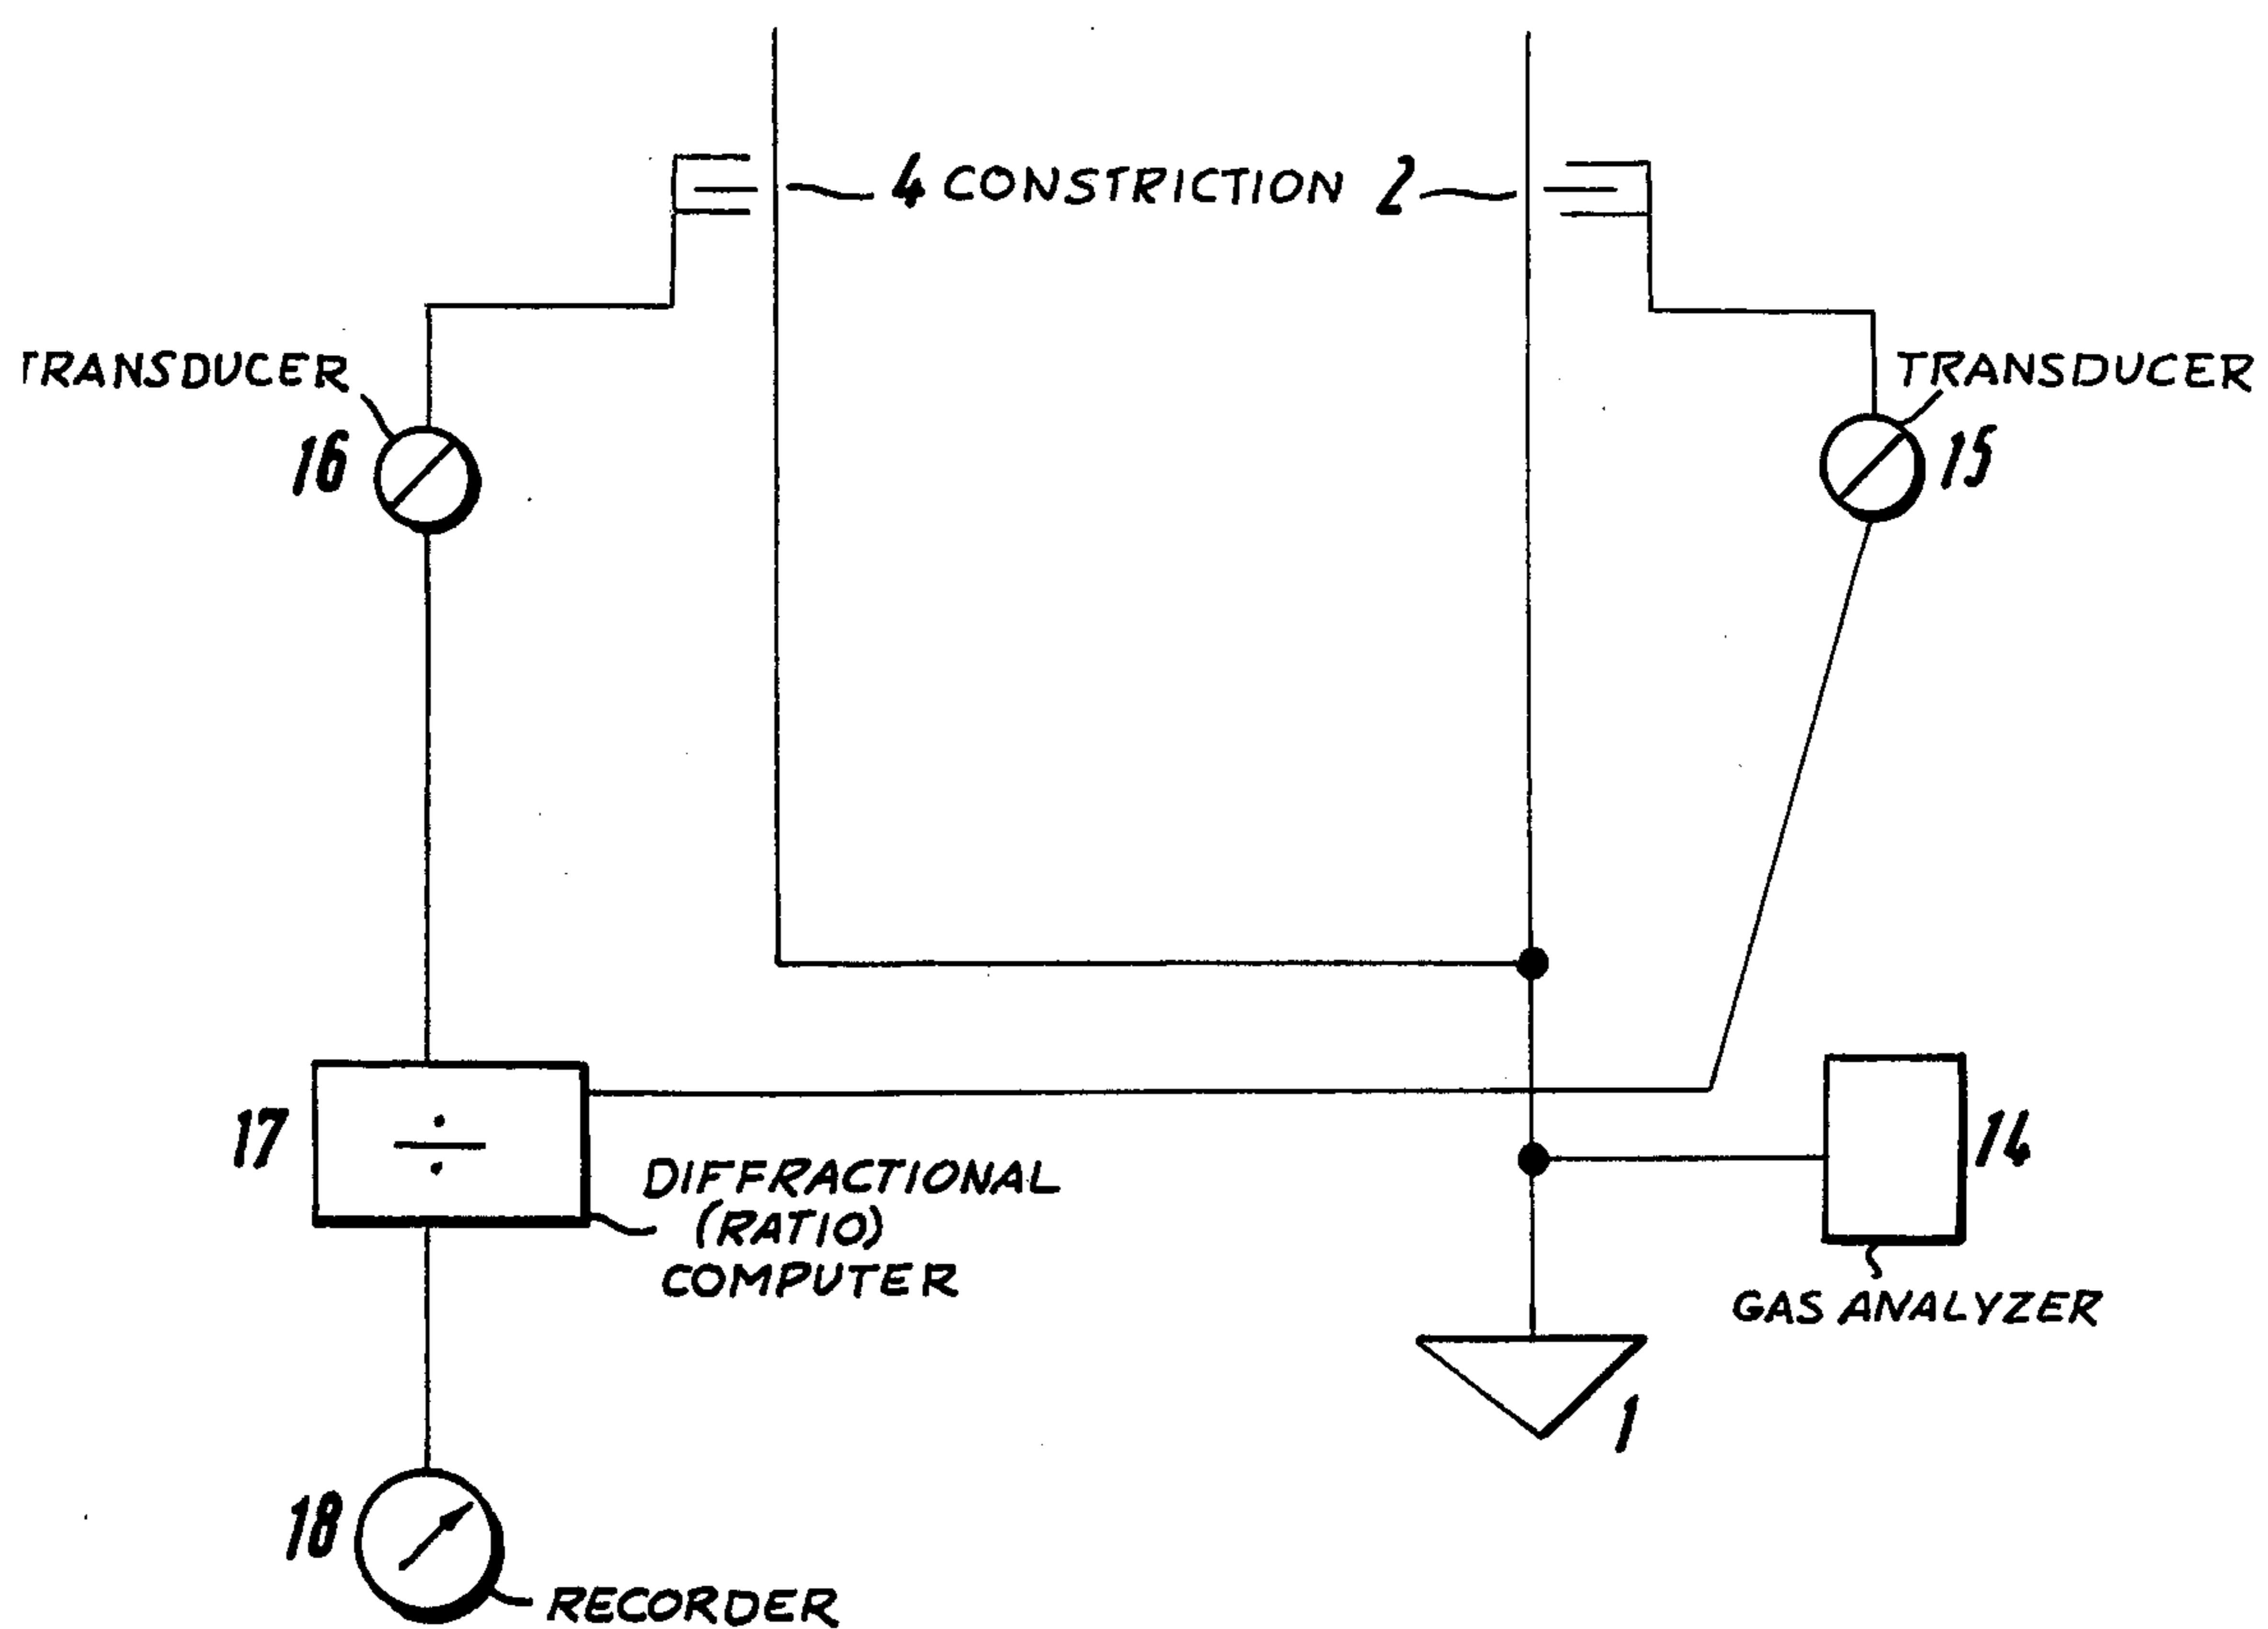 4 CONSTRICTION 2
TRANSDUCER
TRANSDUCER
16
15
17
÷
14
DIFFRACTIONAL
(RATIO)
COMPUTER
GAS ANALYZER
1
18
RECORDER